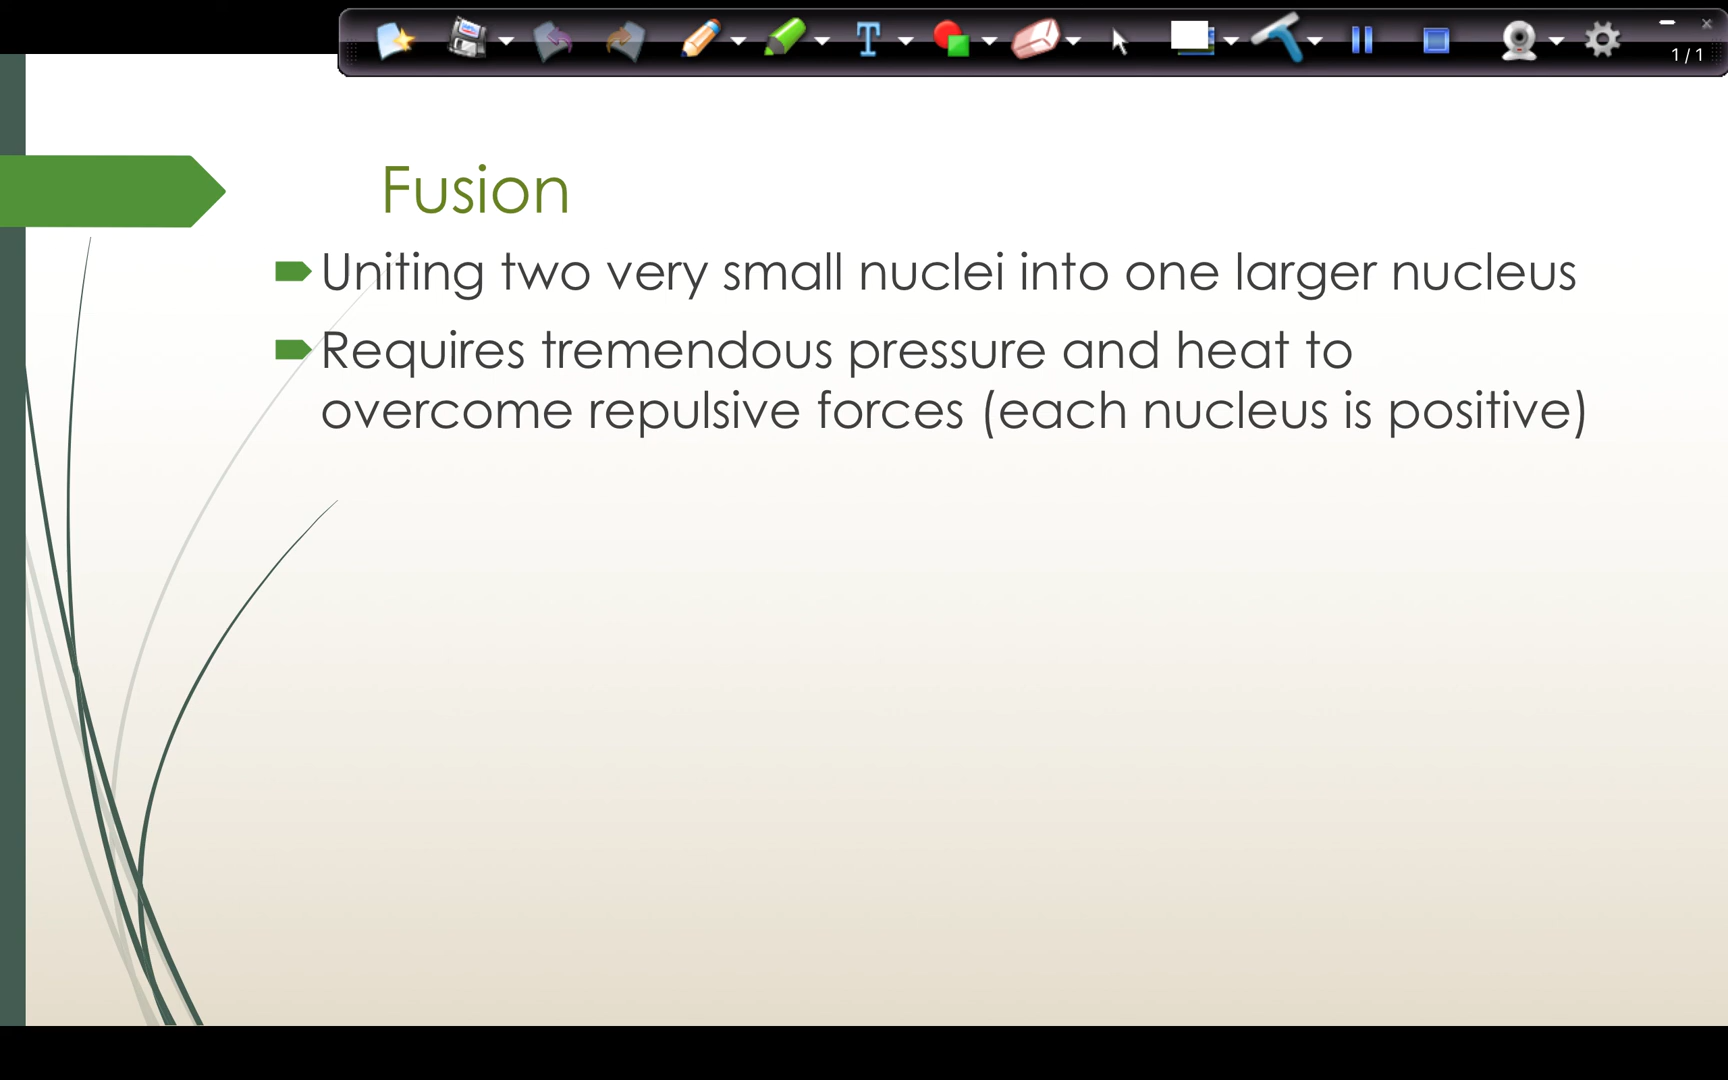 T
1/1
Fusion
Uniting two very small nuclei into one larger nucleus
Requires tremendous pressure and heat to
overcome repulsive forces (each nucleus is positive)